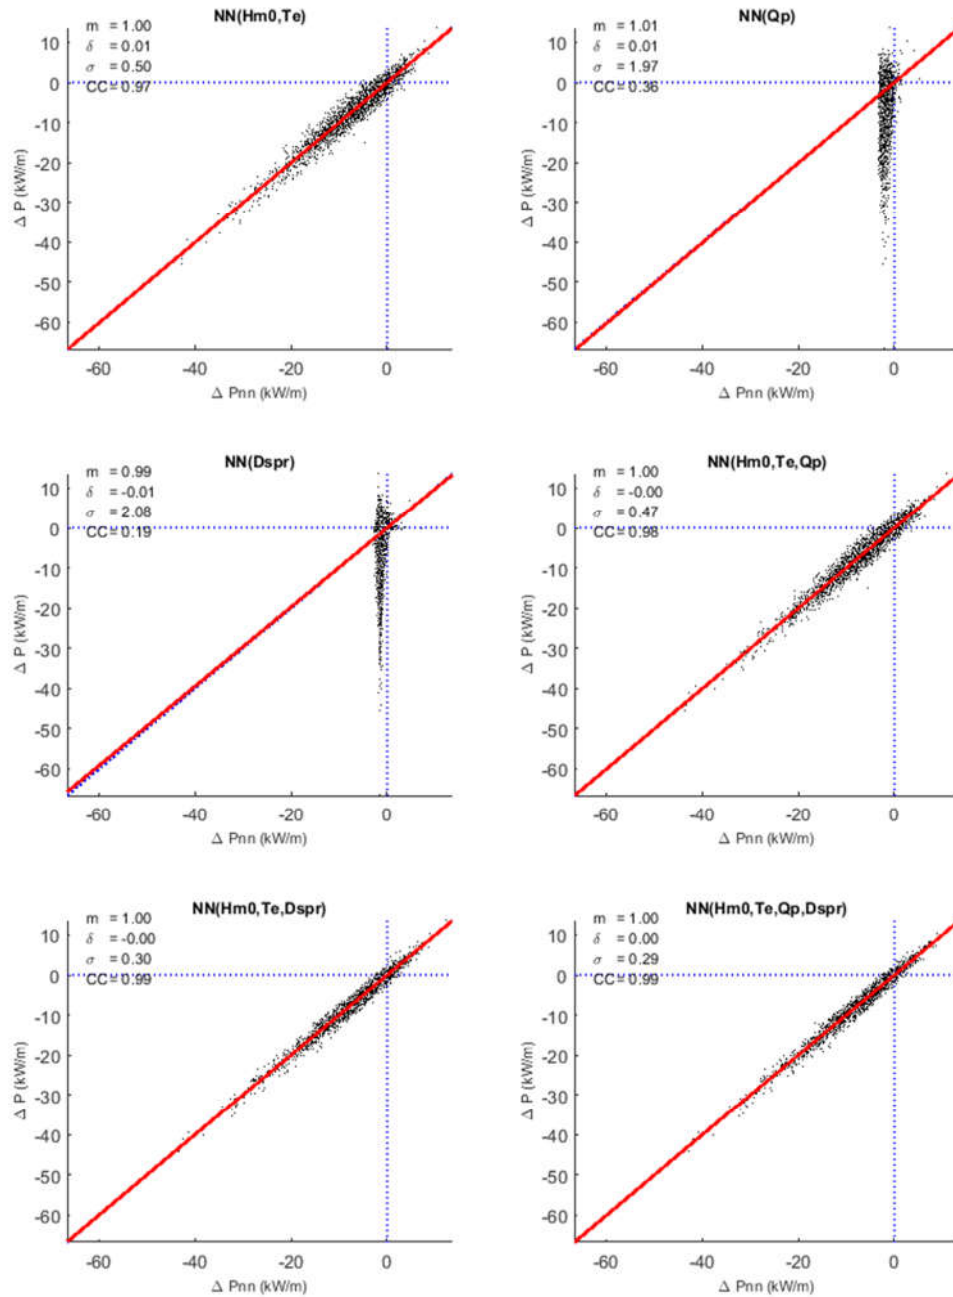 NN(Hm0,Te)
m = 1.00
δ = 0.01
σ = 0.50
CC = 0.97
10
0
-10
-20
-30
-40
-50
-60
Δ P (kW/m)
-60 -40 -20 0
Δ Pnn (kW/m)
NN(Qp)
m = 1.01
δ = 0.01
σ = 1.97
CC = 0.36
10
0
-10
-20
-30
-40
-50
-60
Δ P (kW/m)
-60 -40 -20 0
Δ Pnn (kW/m)
NN(Dspr)
m = 0.99
δ = -0.01
σ = 2.08
CC = 0.19
10
0
-10
-20
-30
-40
-50
-60
Δ P (kW/m)
-60 -40 -20 0
Δ Pnn (kW/m)
NN(Hm0,Te,Qp)
m = 1.00
δ = -0.00
σ = 0.47
CC = 0.98
10
0
-10
-20
-30
-40
-50
-60
Δ P (kW/m)
-60 -40 -20 0
Δ Pnn (kW/m)
NN(Hm0,Te,Dspr)
m = 1.00
δ = -0.00
σ = 0.30
CC = 0.99
10
0
-10
-20
-30
-40
-50
-60
Δ P (kW/m)
-60 -40 -20 0
Δ Pnn (kW/m)
NN(Hm0,Te,Qp,Dspr)
m = 1.00
δ = 0.00
σ = 0.29
CC = 0.99
10
0
-10
-20
-30
-40
-50
-60
Δ P (kW/m)
-60 -40 -20 0
Δ Pnn (kW/m)